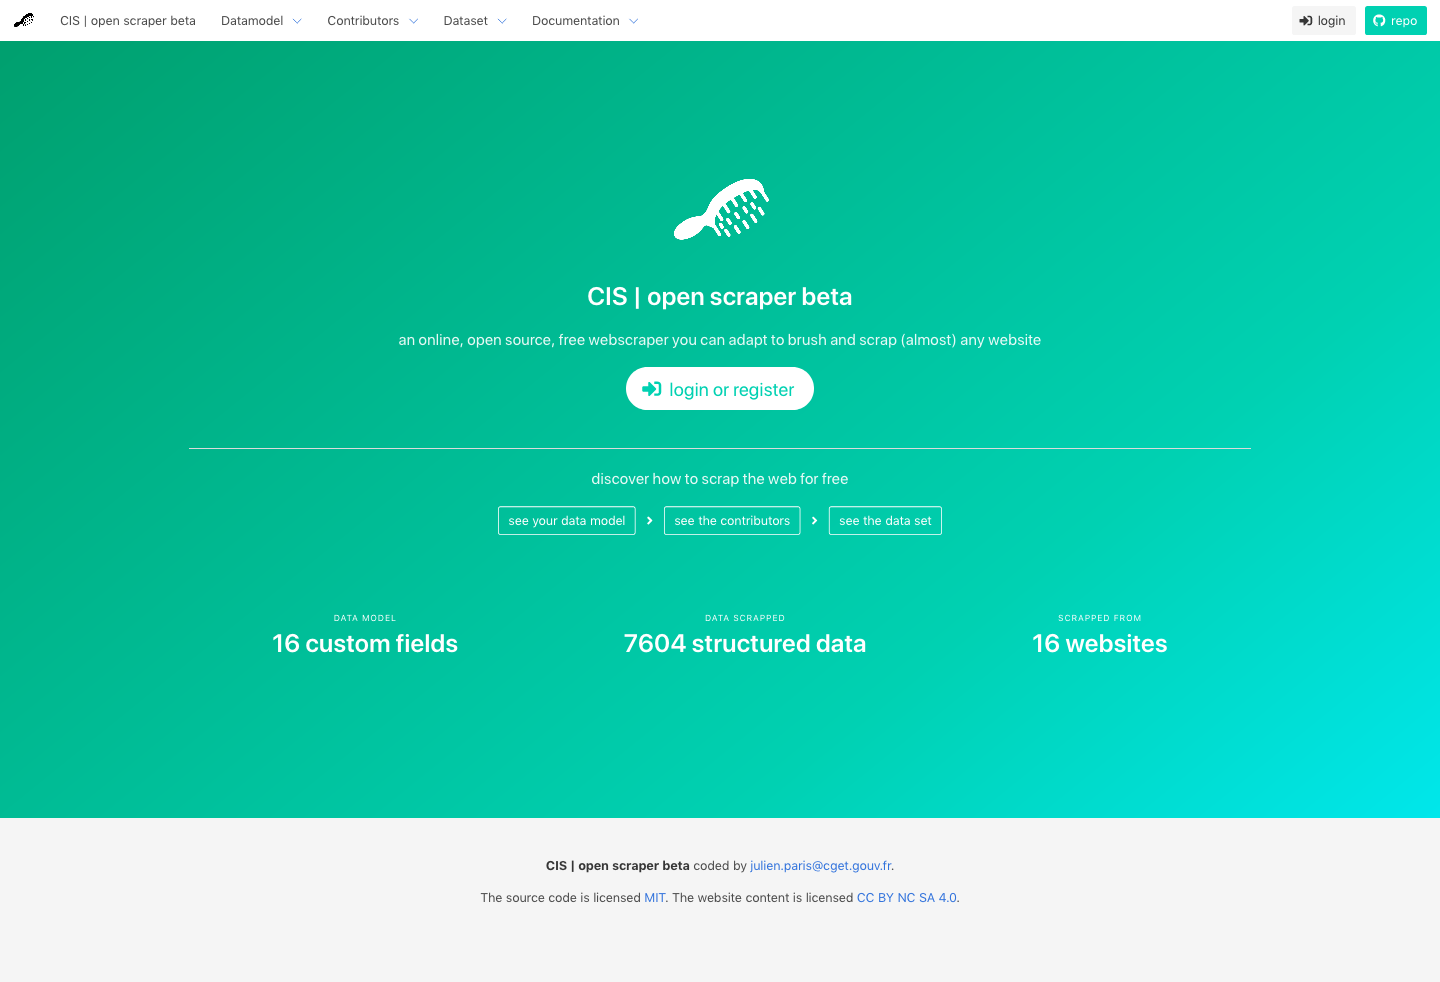 CIS | open scraper beta Datamodel Contributors Dataset Documentation login repo
CIS | open scraper beta
an online, open source, free webscraper you can adapt to brush and scrap (almost) any website
login or register
discover how to scrap the web for free
see your data model see the contributors see the data set
DATA MODEL DATA SCRAPPED SCRAPPED FROM
16 custom fields 7604 structured data 16 websites
CIS | open scraper beta coded by julien.paris@cget.gouv.fr.
The source code is licensed MIT. The website content is licensed CC BY NC SA 4.0.